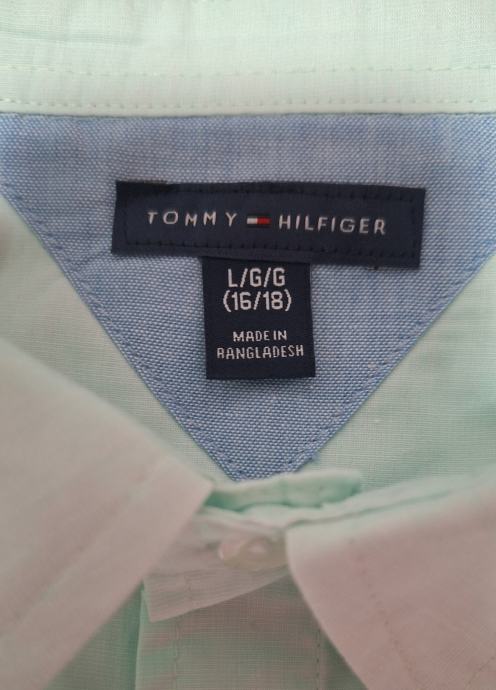 TOMMY HILFIGER
L/G/G
(16/18)
MADE IN
BANGLADESH